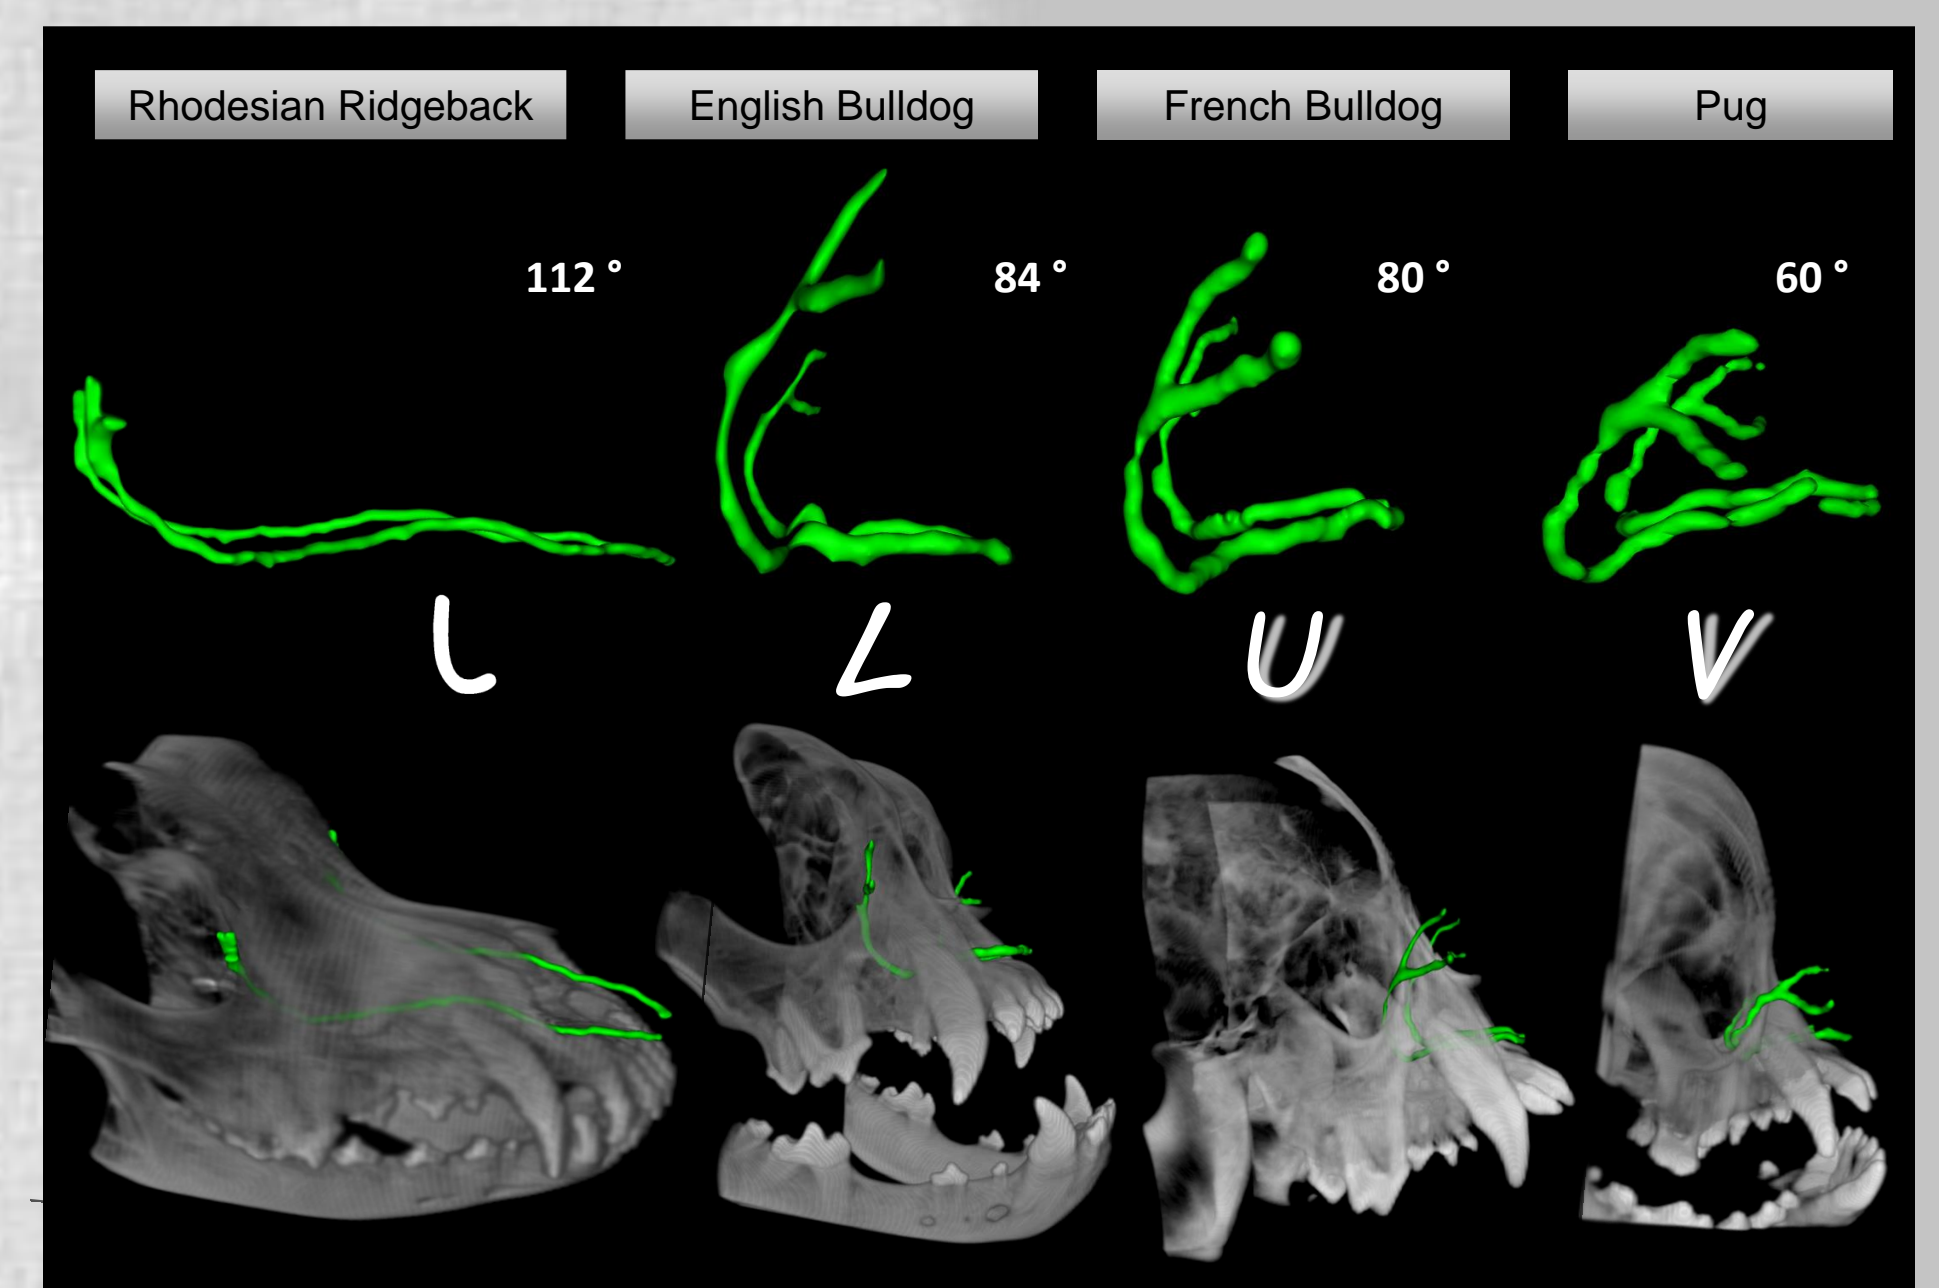 Rhodesian Ridgeback
English Bulldog
French Bulldog
Pug
112 °
84 °
80 °
60 °
L
L
U
V